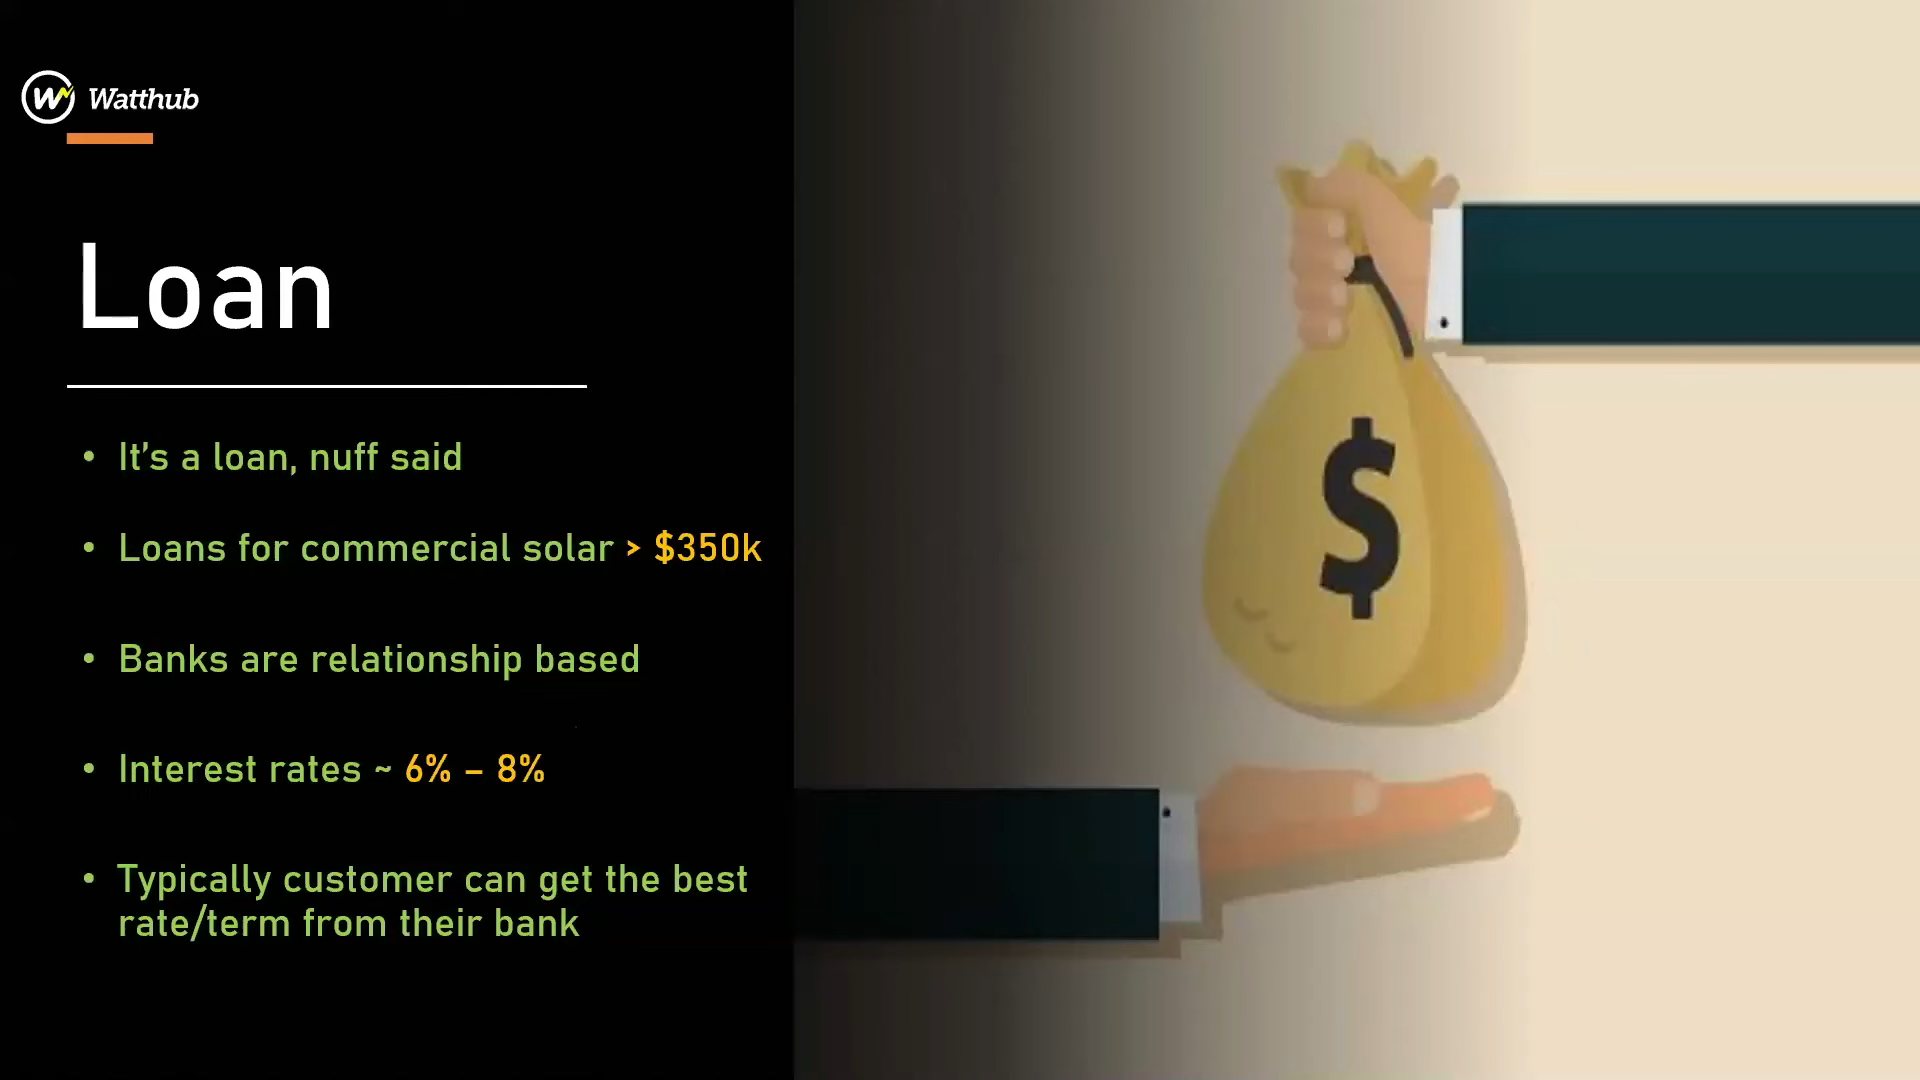 Watthub
Loan
• It's a loan, nuff said
• Loans for commercial solar > $350k
• Banks are relationship based
• Interest rates ~ 6% – 8%
• Typically customer can get the best
rate/term from their bank
$